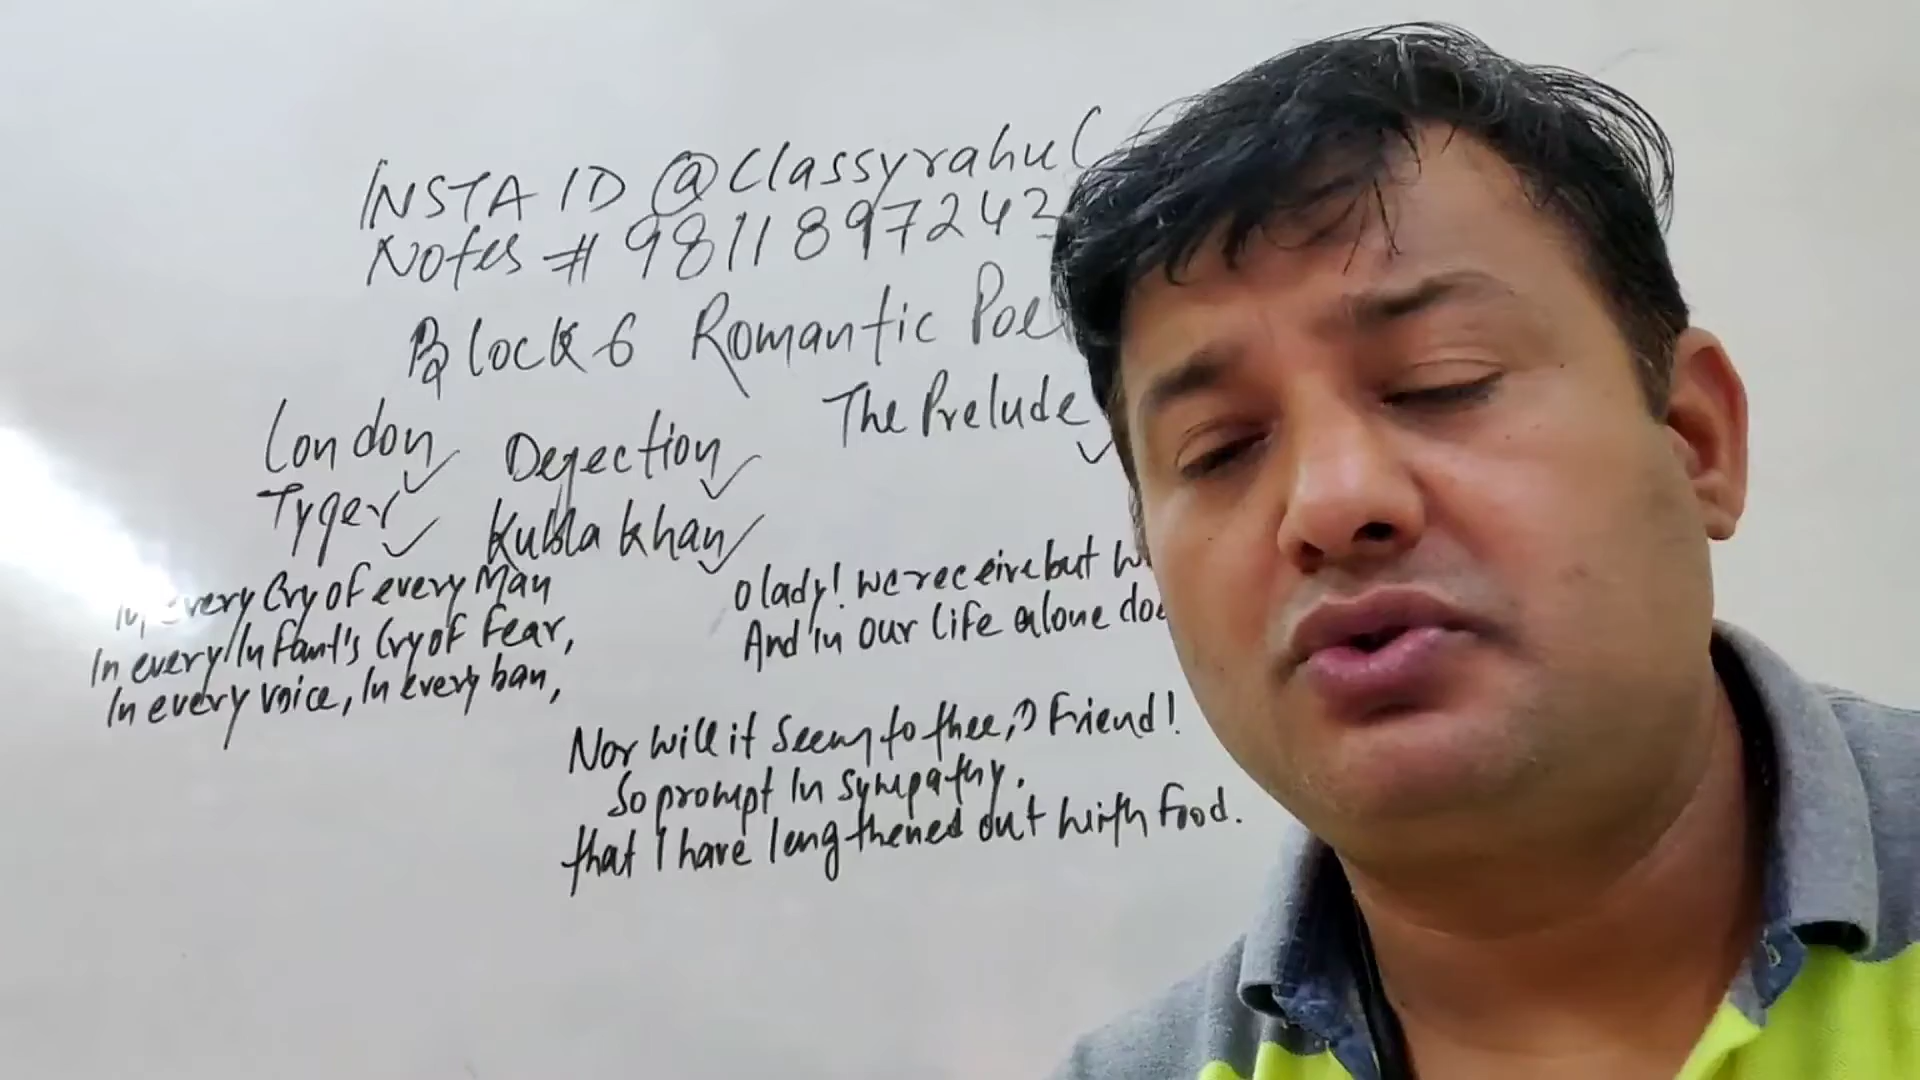 INSTA ID @Classyrahul
Notes # 9811897243
Block 6 Romantic Poe
London
Dejection
The Prelude
Tyger
Kubla Khan
In every Cry of every Man
In every Infant's Cry of fear,
In every voice, In every ban,
O lady! we receive but w
And in our life alone doe
Nor will it seem to thee, O Friend!
So prompt in sympathy.
that I have lengthened out with food.